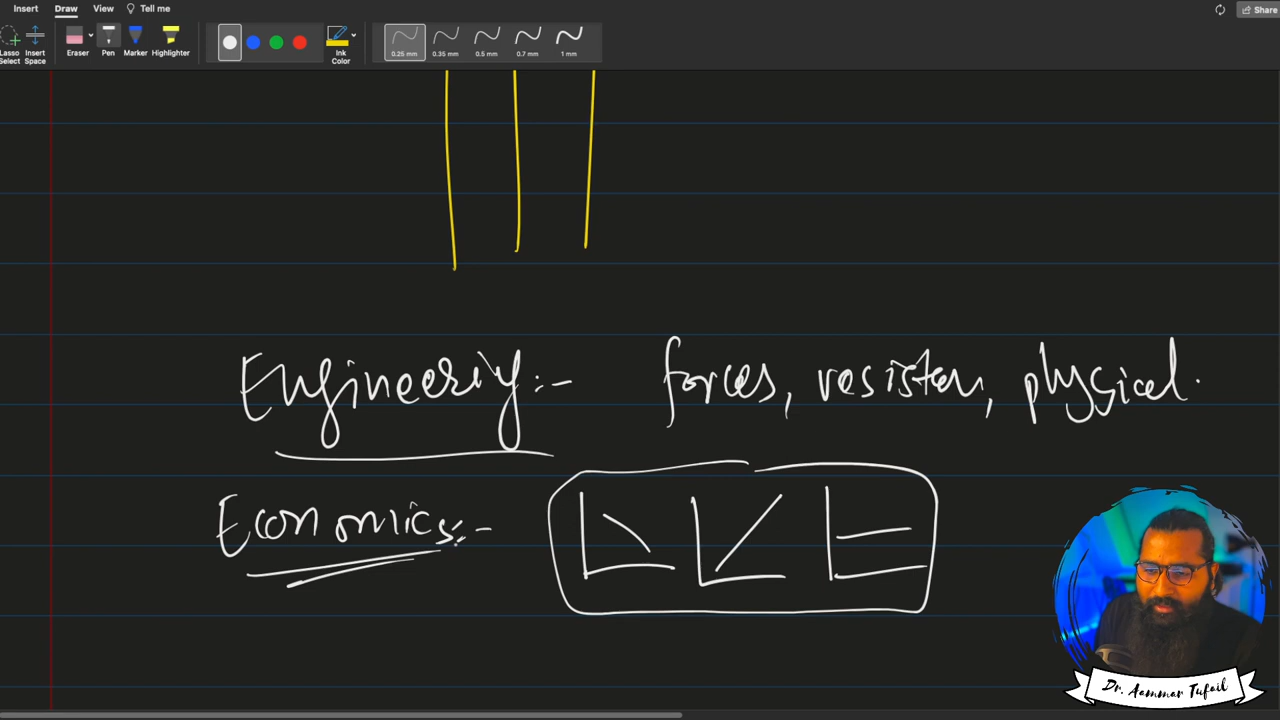 Insert Draw View Tell me Share
Lasso Select
Insert Space
Eraser
Pen
Marker
Highlighter
Ink Color
0.25 mm 0.35 mm 0.5 mm 0.7 mm 1 mm
Engineering:- forces, resistan, physical.
Economics:-
Dr. Aammar Tufail